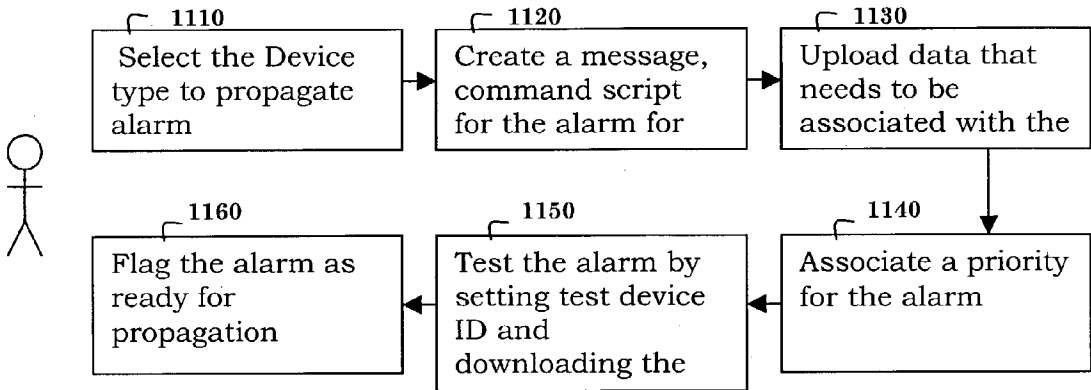 1110
Select the Device
type to propagate
alarm
1120
Create a message,
command script
for the alarm for
1130
Upload data that
needs to be
associated with the
1140
Associate a priority
for the alarm
1150
Test the alarm by
setting test device
ID and
downloading the
1160
Flag the alarm as
ready for
propagation